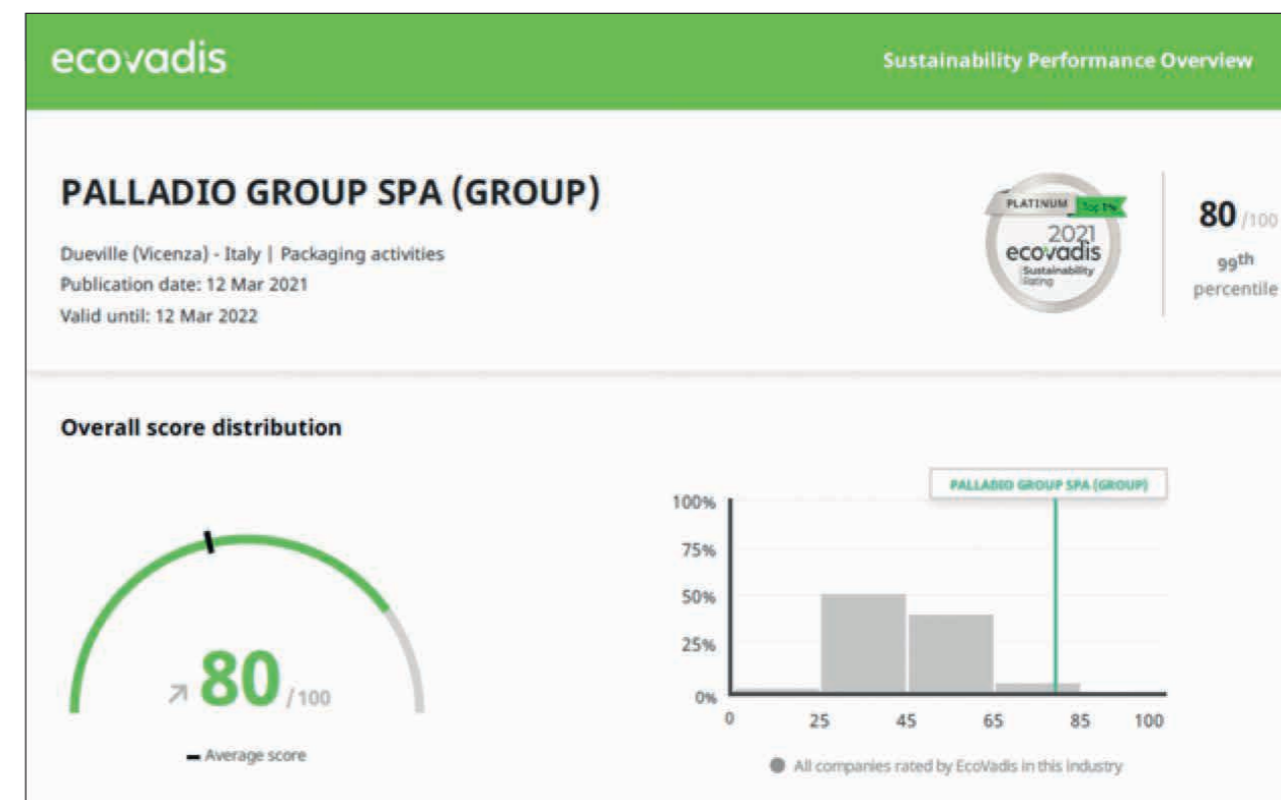 ecovadis
Sustainability Performance Overview
PALLADIO GROUP SPA (GROUP)
Dueville (Vicenza) - Italy | Packaging activities
Publication date: 12 Mar 2021
Valid until: 12 Mar 2022
PLATINUM Top 1%
2021
ecovadis
Sustainability
Rating
80 /100
99th
percentile
Overall score distribution
80 /100
Average score
PALLADIO GROUP SPA (GROUP)
100%
75%
50%
25%
0%
0 25 45 65 85 100
All companies rated by EcoVadis in this industry